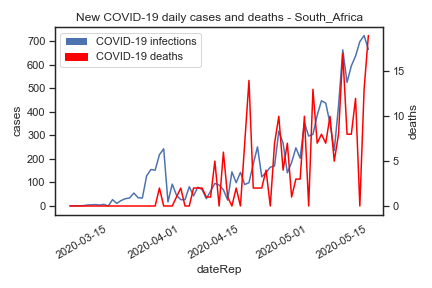 New COVID-19 daily cases and deaths - South_Africa
COVID-19 infections
COVID-19 deaths
700
600
500
400
300
200
100
0
cases
15
10
5
0
deaths
2020-03-15
2020-04-01
2020-04-15
2020-05-01
2020-05-15
dateRep